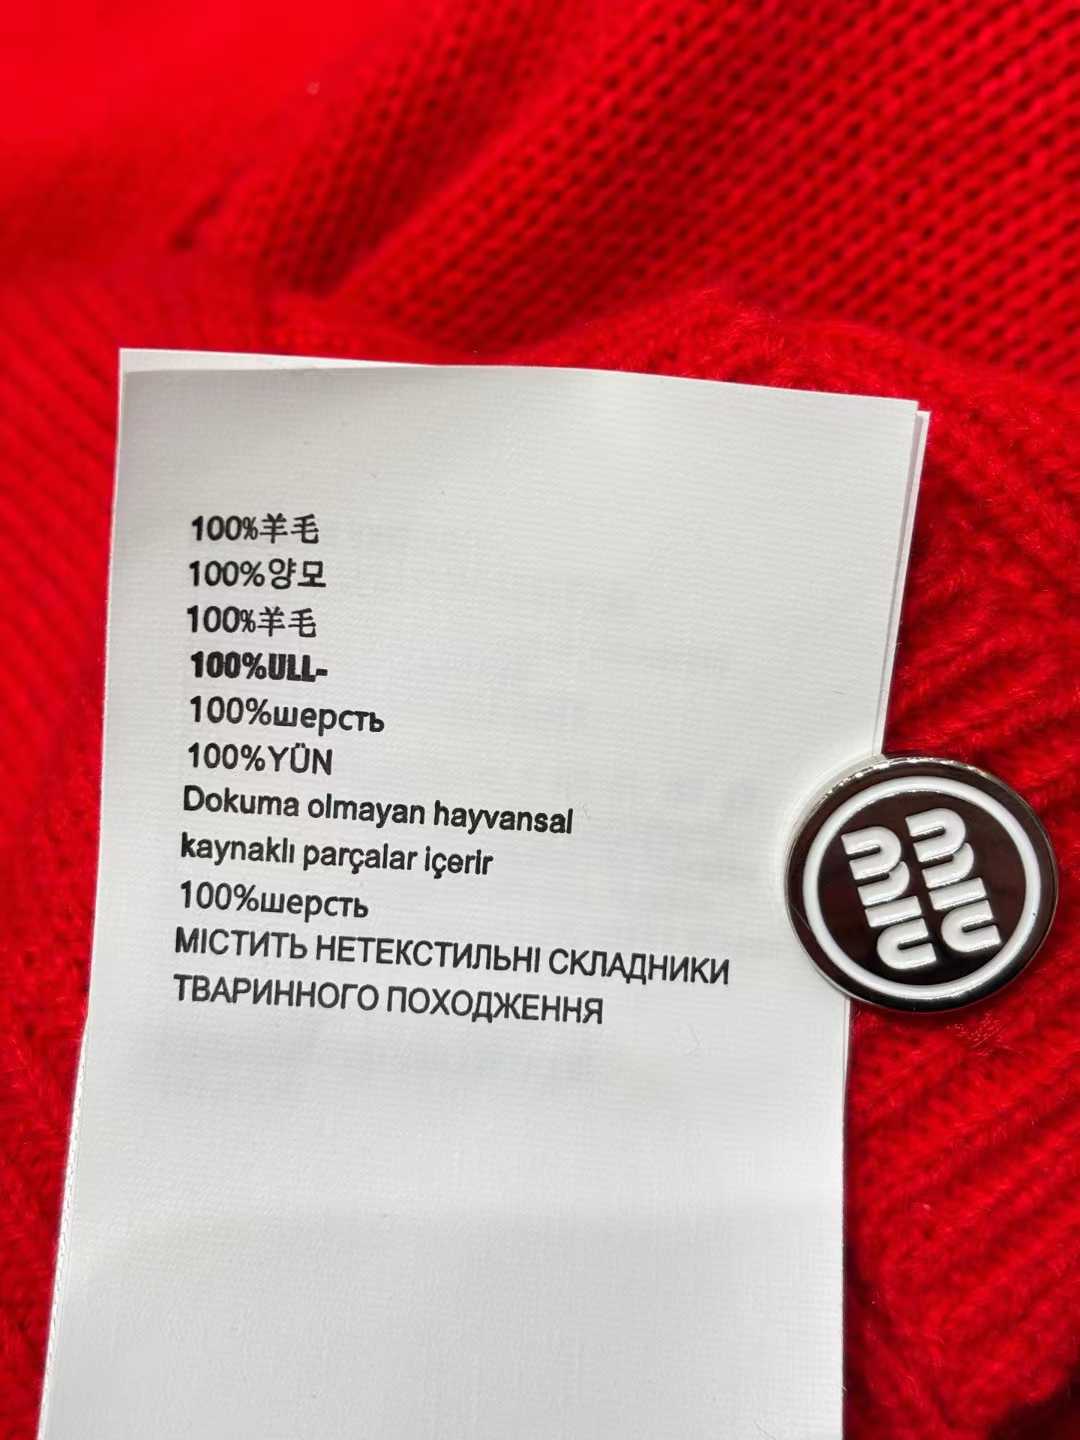 100%羊毛
100%양모
100%羊毛
100%ULL-
100%шерсть
100%YÜN
Dokuma olmayan hayvansal
kaynaklı parçalar içerir
100%шерсть
МІСТИТЬ НЕТЕКСТИЛЬНІ СКЛАДНИКИ
ТВАРИННОГО ПОХОДЖЕННЯ
miu
miu